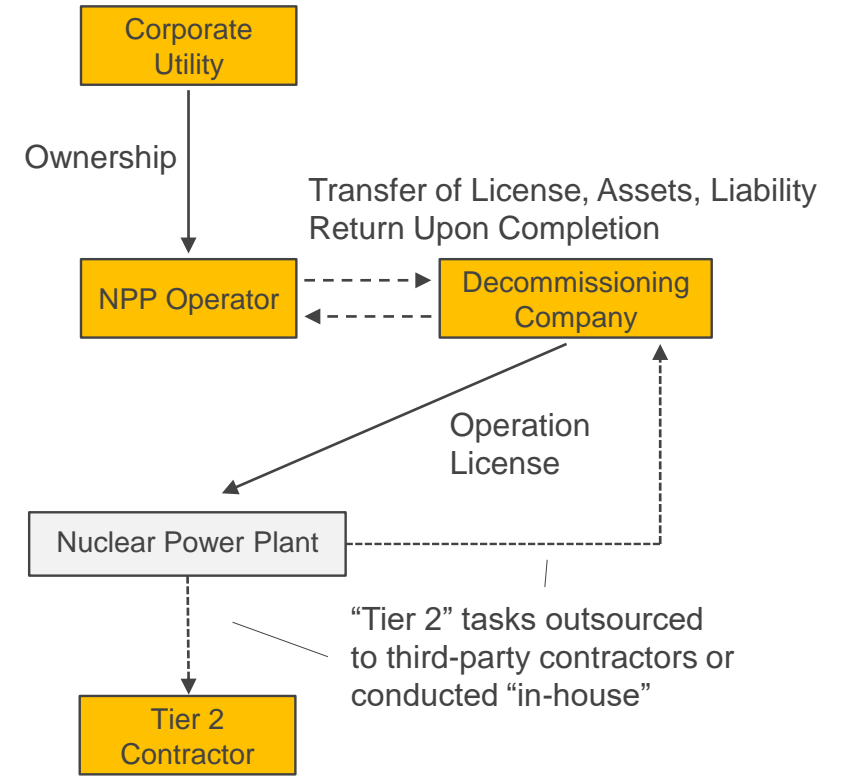 Corporate
Utility
Ownership
Transfer of License, Assets, Liability
Return Upon Completion
NPP Operator
Decommissioning
Company
Operation
License
Nuclear Power Plant
“Tier 2” tasks outsourced
to third-party contractors or
conducted “in-house”
Tier 2
Contractor